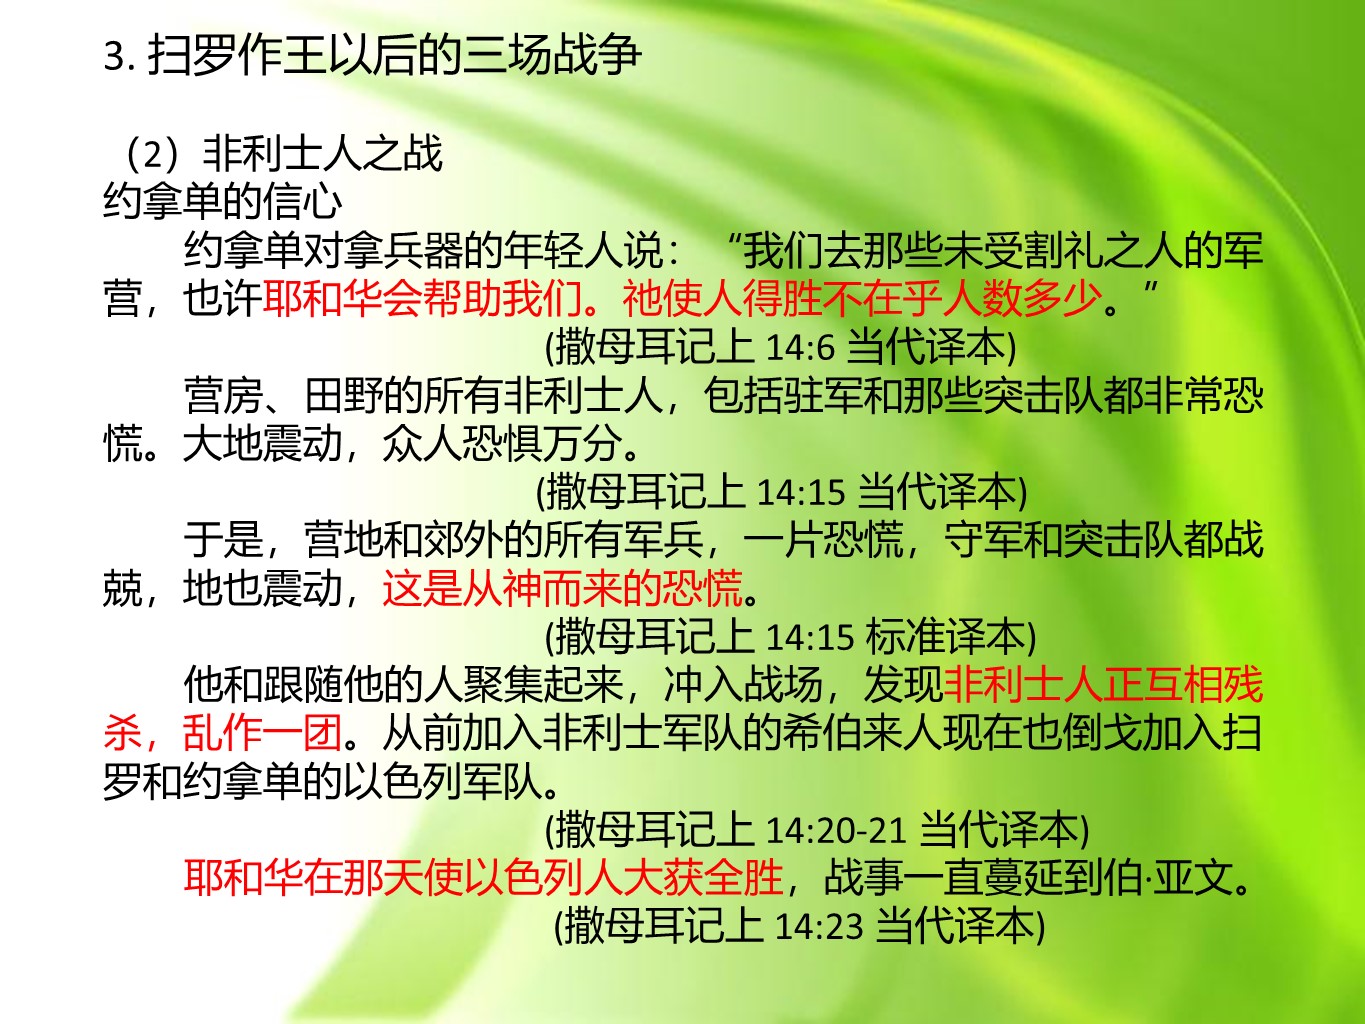 3. 扫罗作王以后的三场战争
（2）非利士人之战
约拿单的信心
约拿单对拿兵器的年轻人说：“我们去那些未受割礼之人的军
营，也许耶和华会帮助我们。祂使人得胜不在乎人数多少。”
(撒母耳记上 14:6 当代译本)
营房、田野的所有非利士人，包括驻军和那些突击队都非常恐
慌。大地震动，众人恐惧万分。
(撒母耳记上 14:15 当代译本)
于是，营地和郊外的所有军兵，一片恐慌，守军和突击队都战
兢，地也震动，这是从神而来的恐慌。
(撒母耳记上 14:15 标准译本)
他和跟随他的人聚集起来，冲入战场，发现非利士人正互相残
杀，乱作一团。从前加入非利士军队的希伯来人现在也倒戈加入扫
罗和约拿单的以色列军队。
(撒母耳记上 14:20-21 当代译本)
耶和华在那天使以色列人大获全胜，战事一直蔓延到伯·亚文。
(撒母耳记上 14:23 当代译本)